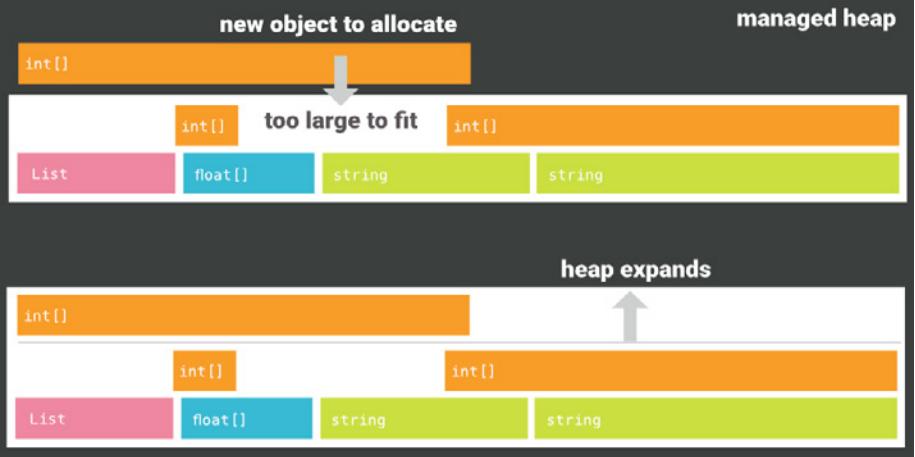 new object to allocate
managed heap
int[]
int[]
too large to fit
int[]
List
float[]
string
string
heap expands
int[]
int[]
int[]
List
float[]
string
string